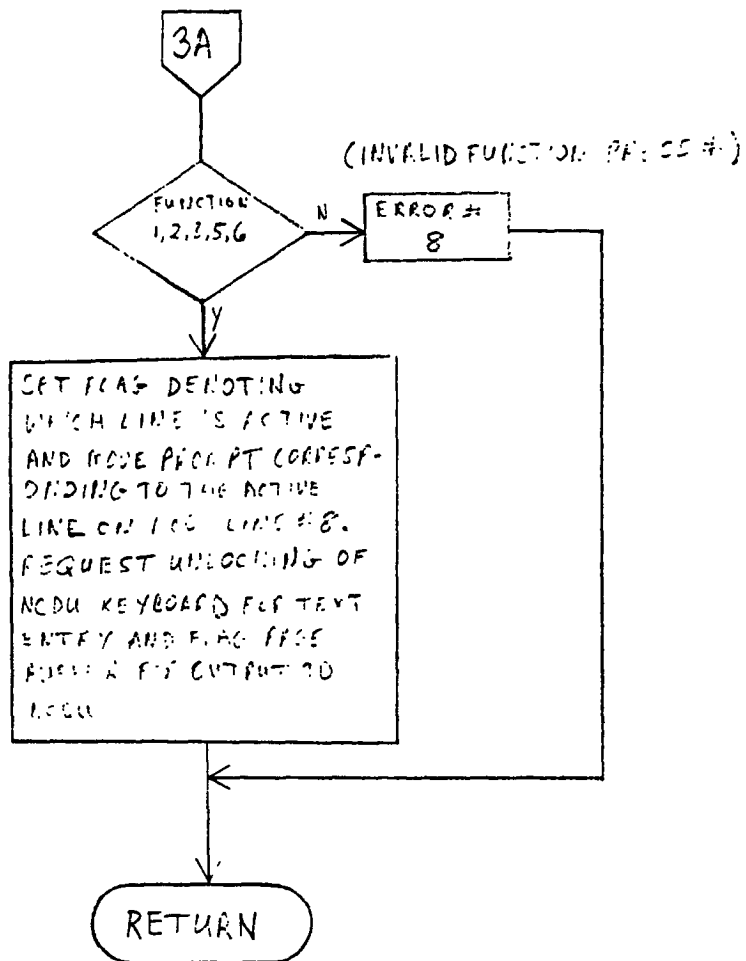 3A
(INVALID FUNCTION
FUNCTION
1,2,3,5,6
N
ERROR #
8
Y
SET FLAG DENOTING
WHICH LINE IS ACTIVE
AND MOVE PROMPT CORRESP-
ONDING TO THE ACTIVE
LINE ON LINE #8.
REQUEST UNLOCKING OF
NCDU KEYBOARD FOR TEXT
ENTRY AND FLAG PAGE
FOR OUTPUT TO
NCDU
RETURN